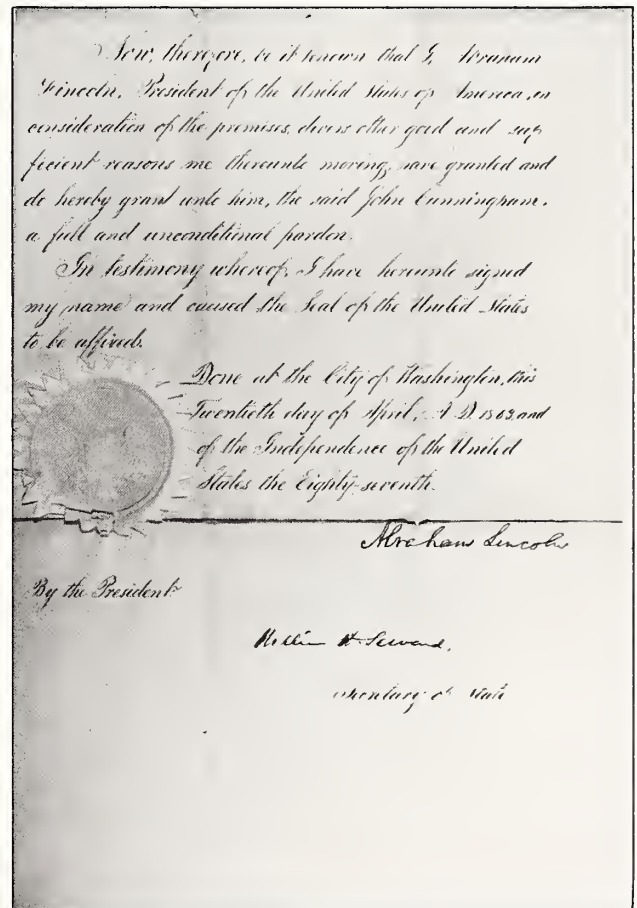 Now, therefore, be it known that I, Abraham
Lincoln, President of the United States of America, in
consideration of the premises, divers other good and suf
ficient reasons me thereunto moving, have granted and
do hereby grant unto him, the said John Cunningham,
a full and unconditional pardon.
In testimony whereof, I have hereunto signed
my name and caused the Seal of the United States
to be affixed.
Done at the City of Washington, this
Twentieth day of April, A.D. 1863, and
of the Independence of the United
States the Eighty-seventh.
Abraham Lincoln
By the President
William H. Seward,
Secretary of State